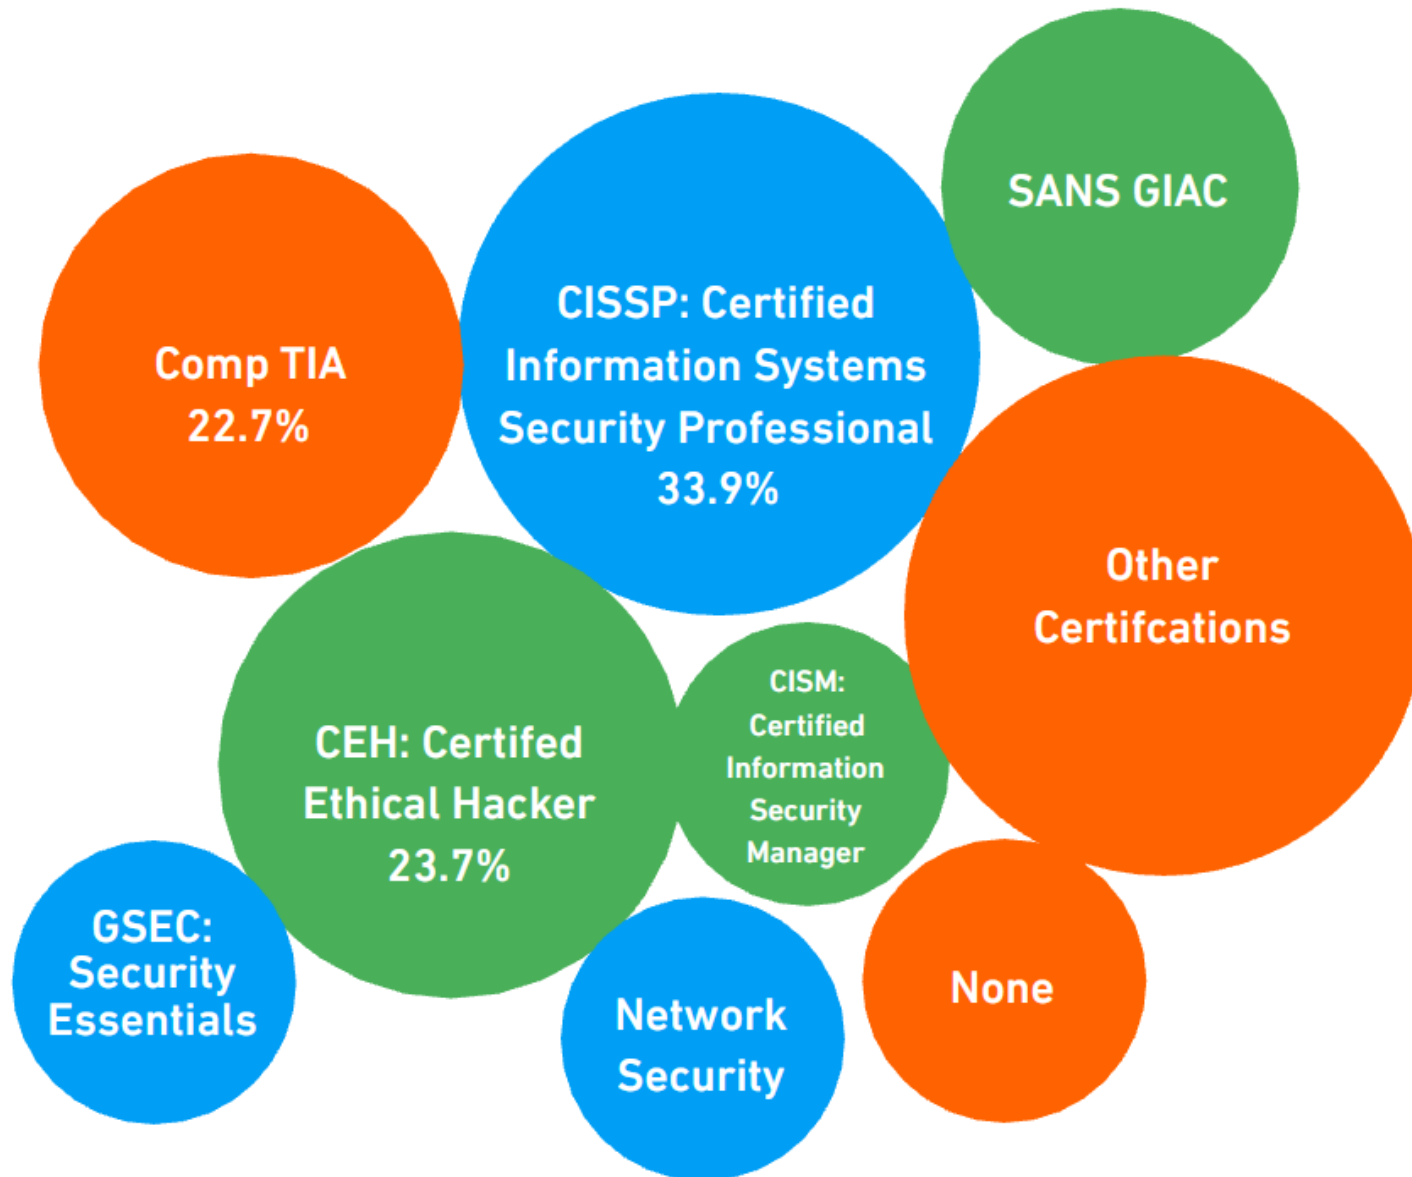 SANS GIAC
CISSP: Certified
Information Systems
Security Professional
33.9%
Comp TIA
22.7%
Other
Certifcations
CISM:
Certified
Information
Security
Manager
CEH: Certifed
Ethical Hacker
23.7%
GSEC:
Security
Essentials
Network
Security
None